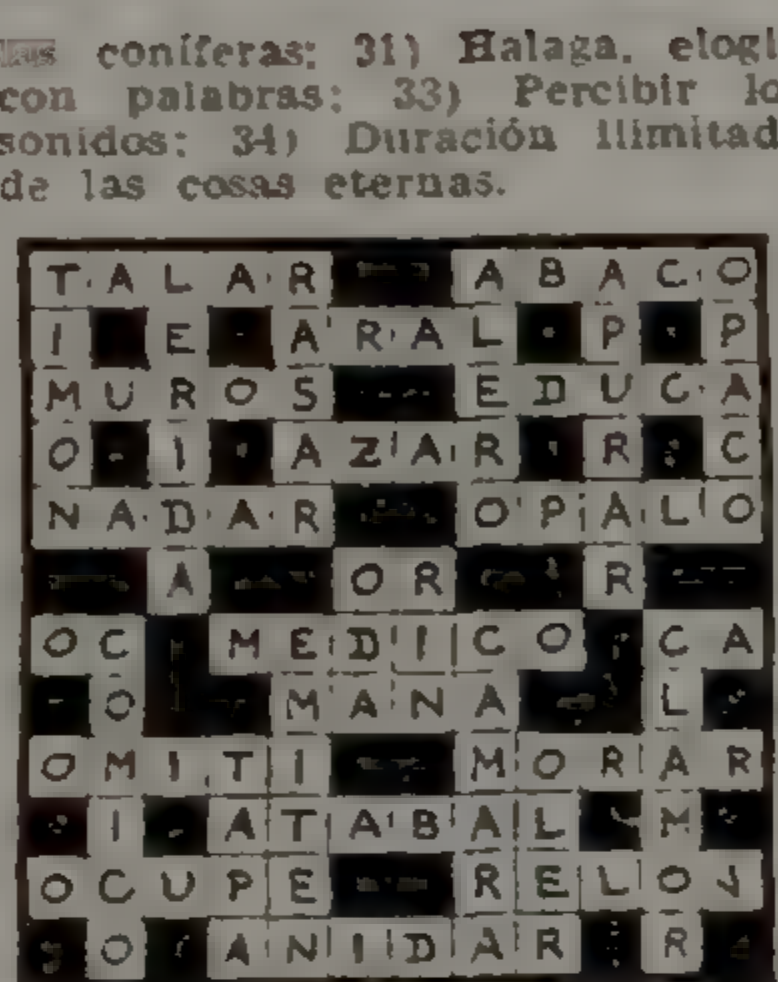 las coníferas; 31) Halaga, elogi
con palabras; 33) Percibir lo
sonidos; 34) Duración ilimitad
de las cosas eternas.
TALAR ABACO
I E ARAL P P
MUROS EDUCA
O I AZAR R C
NADAR OPALO
A OR R
OC MEDICO CA
O MANA L
OMITI MORAR
I ATABAL M
OCUPE RELOJ
O ANIDAR R